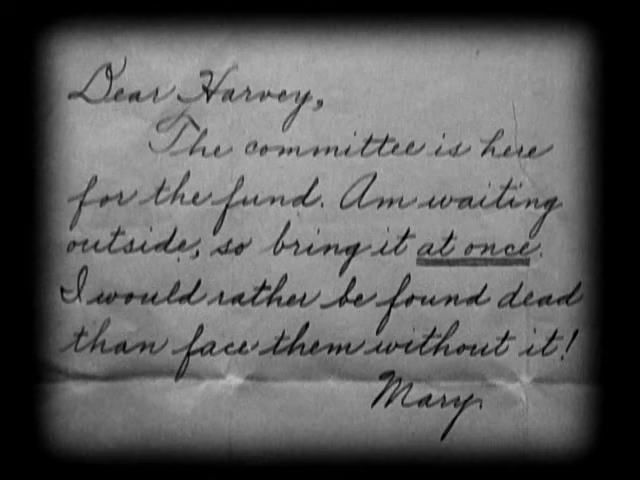 Dear Harvey,
The committee is here
for the fund. Am waiting
outside, so bring it at once.
I would rather be found dead
than face them without it!
Mary.